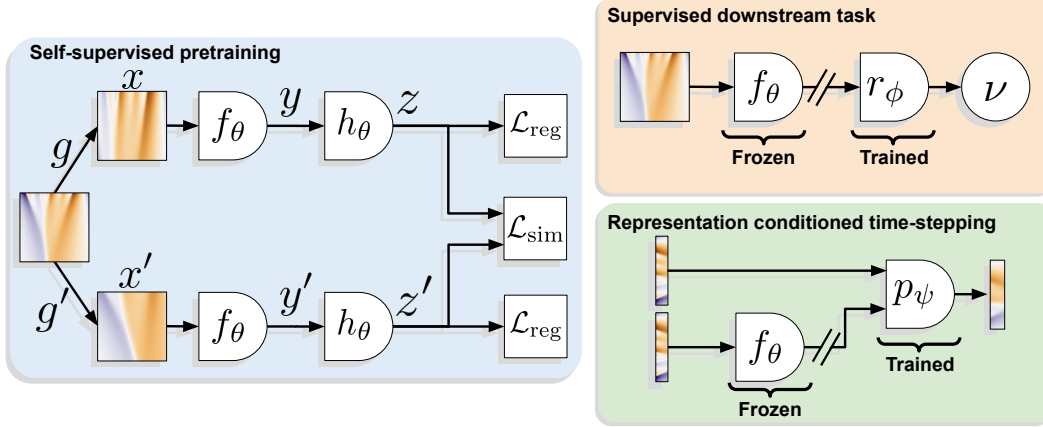 Self-supervised pretraining
x
g
f_θ
y
h_θ
z
ℒ_reg
ℒ_sim
g′
x′
f_θ
y′
h_θ
z′
ℒ_reg
Supervised downstream task
f_θ
r_ϕ
ν
Frozen
Trained
Representation conditioned time-stepping
p_ψ
f_θ
Trained
Frozen